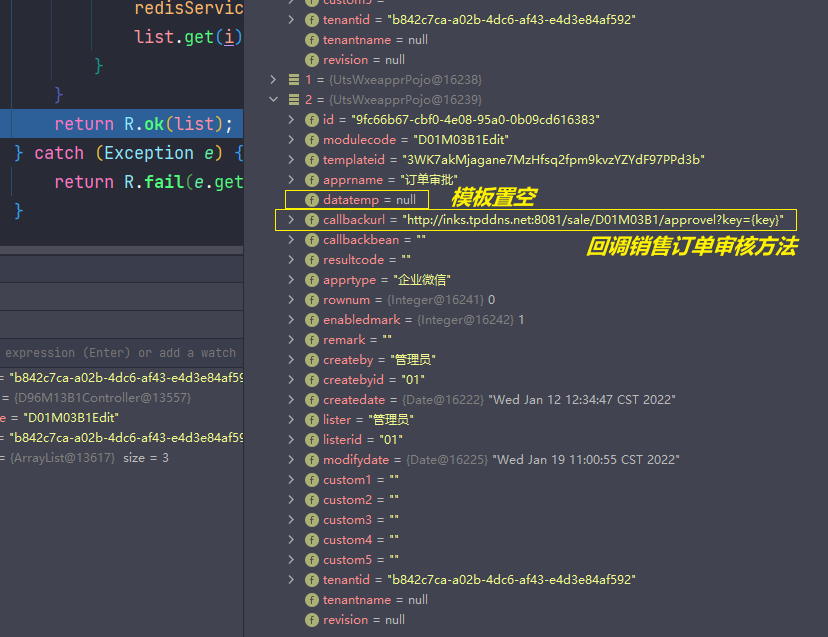 redisServic
list.get(i)
}
}
return R.ok(list);
} catch (Exception e) {
return R.fail(e.get
}
expression (Enter) or add a watch
= "b842c7ca-a02b-4dc6-af43-e4d3e84af59
= {D96M13B1Controller@13557}
e = "D01M03B1Edit"
= "b842c7ca-a02b-4dc6-af43-e4d3e84af59
= {ArrayList@13617} size = 3
custom5 =
tenantid = "b842c7ca-a02b-4dc6-af43-e4d3e84af592"
tenantname = null
revision = null
1 = {UtsWxeapprPojo@16238}
2 = {UtsWxeapprPojo@16239}
id = "9fc66b67-cbf0-4e08-95a0-0b09cd616383"
modulecode = "D01M03B1Edit"
templateid = "3WK7akMjagane7MzHfsq2fpm9kvzYZYdF97PPd3b"
apprname = "订单审批"
datatemp = null 模板置空
callbackurl = "http://inks.tpddns.net:8081/sale/D01M03B1/approvel?key={key}"
callbackbean = "" 回调销售订单审核方法
resultcode = ""
apprtype = "企业微信"
rownum = {Integer@16241} 0
enabledmark = {Integer@16242} 1
remark = ""
createby = "管理员"
createbyid = "01"
createdate = {Date@16222} "Wed Jan 12 12:34:47 CST 2022"
lister = "管理员"
listerid = "01"
modifydate = {Date@16225} "Wed Jan 19 11:00:55 CST 2022"
custom1 = ""
custom2 = ""
custom3 = ""
custom4 = ""
custom5 = ""
tenantid = "b842c7ca-a02b-4dc6-af43-e4d3e84af592"
tenantname = null
revision = null